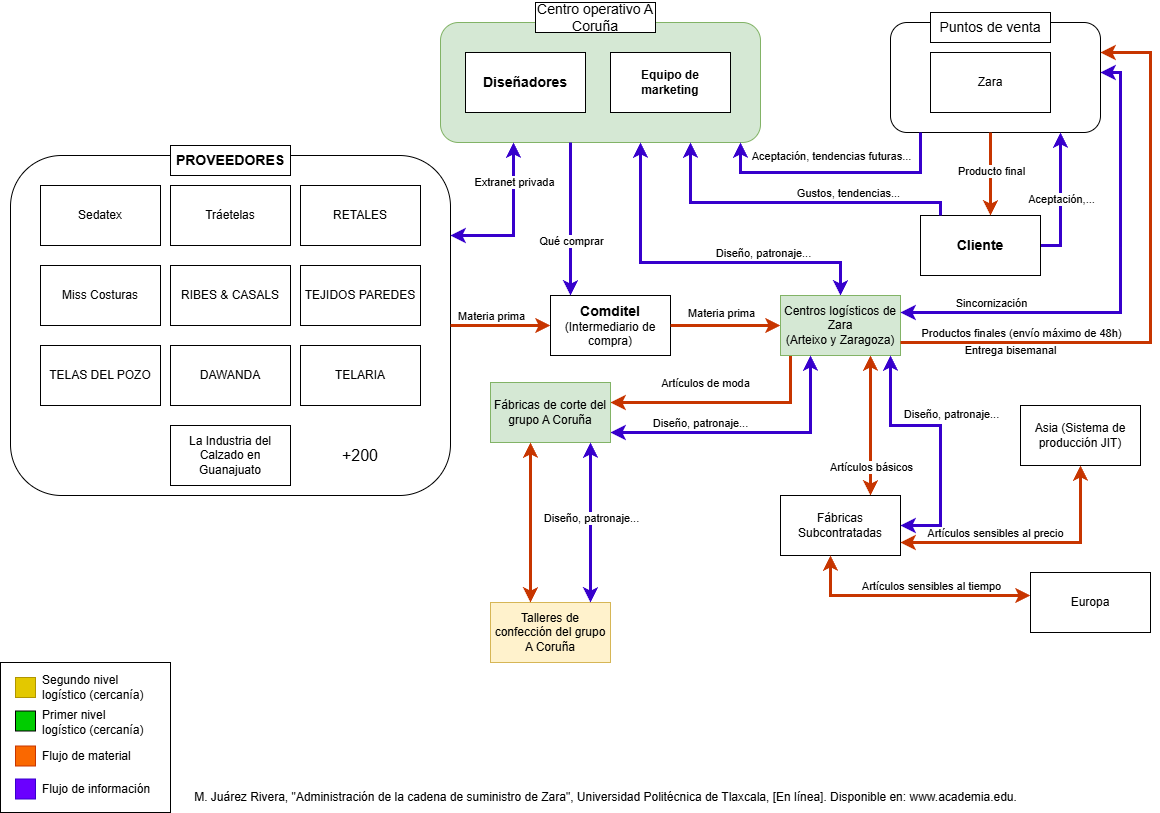 Centro operativo A
Coruña
Diseñadores
Equipo de
marketing
Puntos de venta
Zara
PROVEEDORES
Sedatex
Tráetelas
RETALES
Miss Costuras
RIBES & CASALS
TEJIDOS PAREDES
TELAS DEL POZO
DAWANDA
TELARIA
La Industria del
Calzado en
Guanajuato
+200
Extranet privada
Qué comprar
Aceptación, tendencias futuras...
Gustos, tendencias...
Producto final
Aceptación,...
Cliente
Diseño, patronaje...
Sincornización
Materia prima
Comditel
(Intermediario de
compra)
Materia prima
Centros logísticos de
Zara
(Arteixo y Zaragoza)
Productos finales (envío máximo de 48h)
Entrega bisemanal
Artículos de moda
Fábricas de corte del
grupo A Coruña
Diseño, patronaje...
Diseño, patronaje...
Artículos básicos
Asia (Sistema de
producción JIT)
Diseño, patronaje...
Fábricas
Subcontratadas
Artículos sensibles al precio
Artículos sensibles al tiempo
Europa
Talleres de
confección del grupo
A Coruña
Segundo nivel
logístico (cercanía)
Primer nivel
logístico (cercanía)
Flujo de material
Flujo de información
M. Juárez Rivera, "Administración de la cadena de suministro de Zara", Universidad Politécnica de Tlaxcala, [En línea]. Disponible en: www.academia.edu.